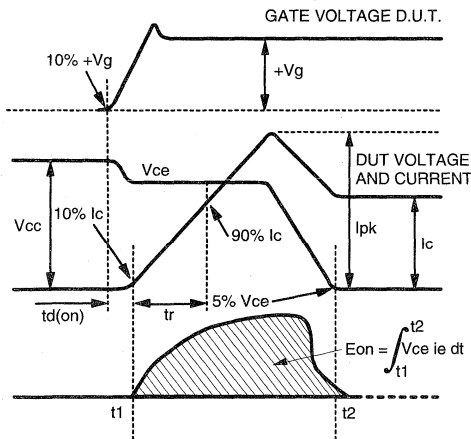 GATE VOLTAGE D.U.T.
10% +Vg
+Vg
Vce
DUT VOLTAGE
AND CURRENT
10% Ic
Vcc
90% Ic
Ipk
Ic
td(on)
tr
5% Vce
Eon = ∫ t1 t2 Vce ie dt
t1
t2